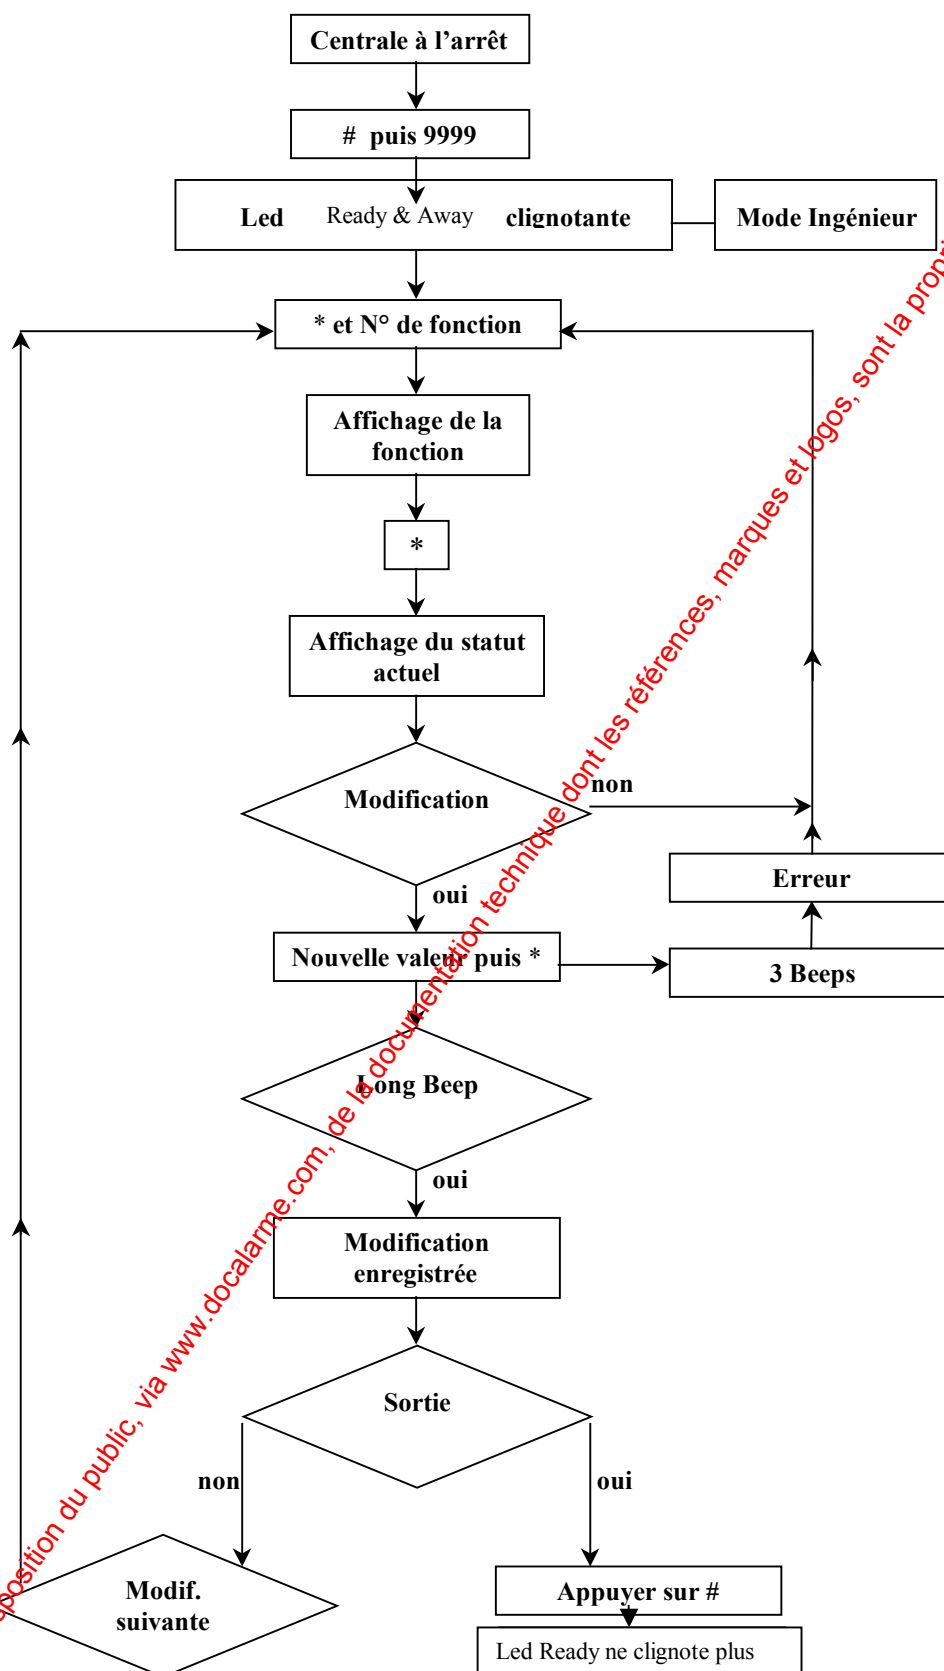 Centrale à l’arrêt
# puis 9999
Led Ready & Away clignotante
Mode Ingénieur
* et N° de fonction
Affichage de la
fonction
*
Affichage du statut
actuel
Modification
non
oui
Erreur
Nouvelle valeur puis *
3 Beeps
Long Beep
oui
Modification
enregistrée
Sortie
non
oui
Modif.
suivante
Appuyer sur #
Led Ready ne clignote plus
position du public, via www.docalarme.com, de la documentation technique dont les références, marques et logos, sont la propri